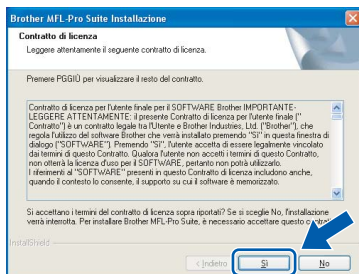 Brother MFL-Pro Suite Installazione
Contratto di licenza
Leggere attentamente il seguente contratto di licenza.
Premere PGGIÙ per visualizzare il resto del contratto.
Contratto di licenza per l'utente finale per il SOFTWARE Brother IMPORTANTE-
LEGGERE ATTENTAMENTE: il presente Contratto di licenza per l'utente finale ("
Contratto") è un contratto legale tra l'Utente e Brother Industries, Ltd. ("Brother"), che
regola l'utilizzo del software Brother che verrà installato premendo "Sì" in questa finestra di
dialogo ("SOFTWARE"). Premendo "Sì", l'utente accetta di essere legalmente vincolato
dai termini di questo Contratto. Qualora l'utente non accetti i termini di questo Contratto,
non otterrà la licenza d'uso per il SOFTWARE, pertanto non potrà utilizzarlo.
I riferimenti al "SOFTWARE" presenti in questo Contratto di licenza includono anche,
quando il contesto lo consente, il supporto su cui il software è memorizzato.
Si accettano i termini del contratto di licenza sopra riportati? Se si sceglie No, l'installazione
verrà interrotta. Per installare Brother MFL-Pro Suite, è necessario accettare questo
InstallShield
< Indietro
Sì
No